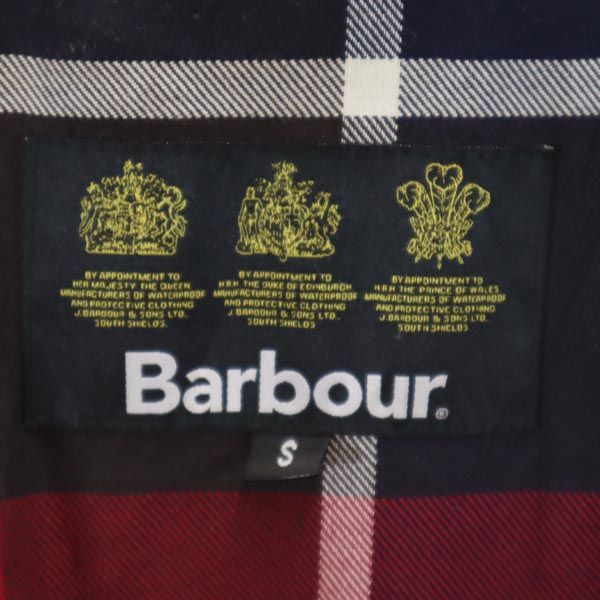 BY APPOINTMENT TO
HER MAJESTY THE QUEEN
MANUFACTURERS OF WATERPROOF
AND PROTECTIVE CLOTHING
J. BARBOUR & SONS LTD.
SOUTH SHIELDS
BY APPOINTMENT TO
H.R.H. THE DUKE OF EDINBURGH
MANUFACTURERS OF WATERPROOF
AND PROTECTIVE CLOTHING
J. BARBOUR & SONS LTD.
SOUTH SHIELDS
BY APPOINTMENT TO
H.R.H THE PRINCE OF WALES
MANUFACTURERS OF WATERPROOF
AND PROTECTIVE CLOTHING
J. BARBOUR & SONS LTD.
SOUTH SHIELDS
Barbour®
S